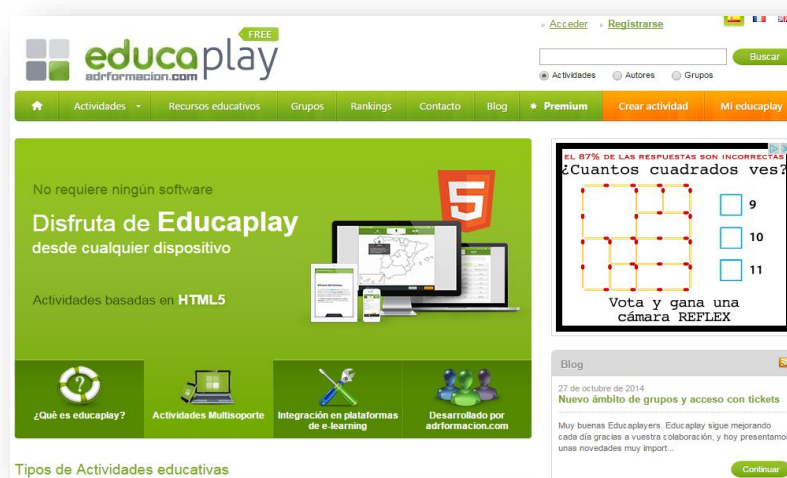 Acceder Registrarse
FREE
educaplay
adrformacion.com
Buscar
Actividades Autores Grupos
Actividades Recursos educativos Grupos Rankings Contacto Blog Premium Crear actividad Mi educaplay
No requiere ningún software
Disfruta de Educaplay
desde cualquier dispositivo
Actividades basadas en HTML5
5
¿Qué es educaplay?
Actividades Multisoporte
Integración en plataformas
de e-learning
Desarrollado por
adrformacion.com
Tipos de Actividades educativas
EL 87% DE LAS RESPUESTAS SON INCORRECTAS
¿Cuantos cuadrados ves?
9
10
11
Vota y gana una
cámara REFLEX
Blog
27 de octubre de 2014
Nuevo ámbito de grupos y acceso con tickets
Muy buenas Educaplayers. Educaplay sigue mejorando
cada día gracias a vuestra colaboración, y hoy presentamos
unas novedades muy import...
Continuar